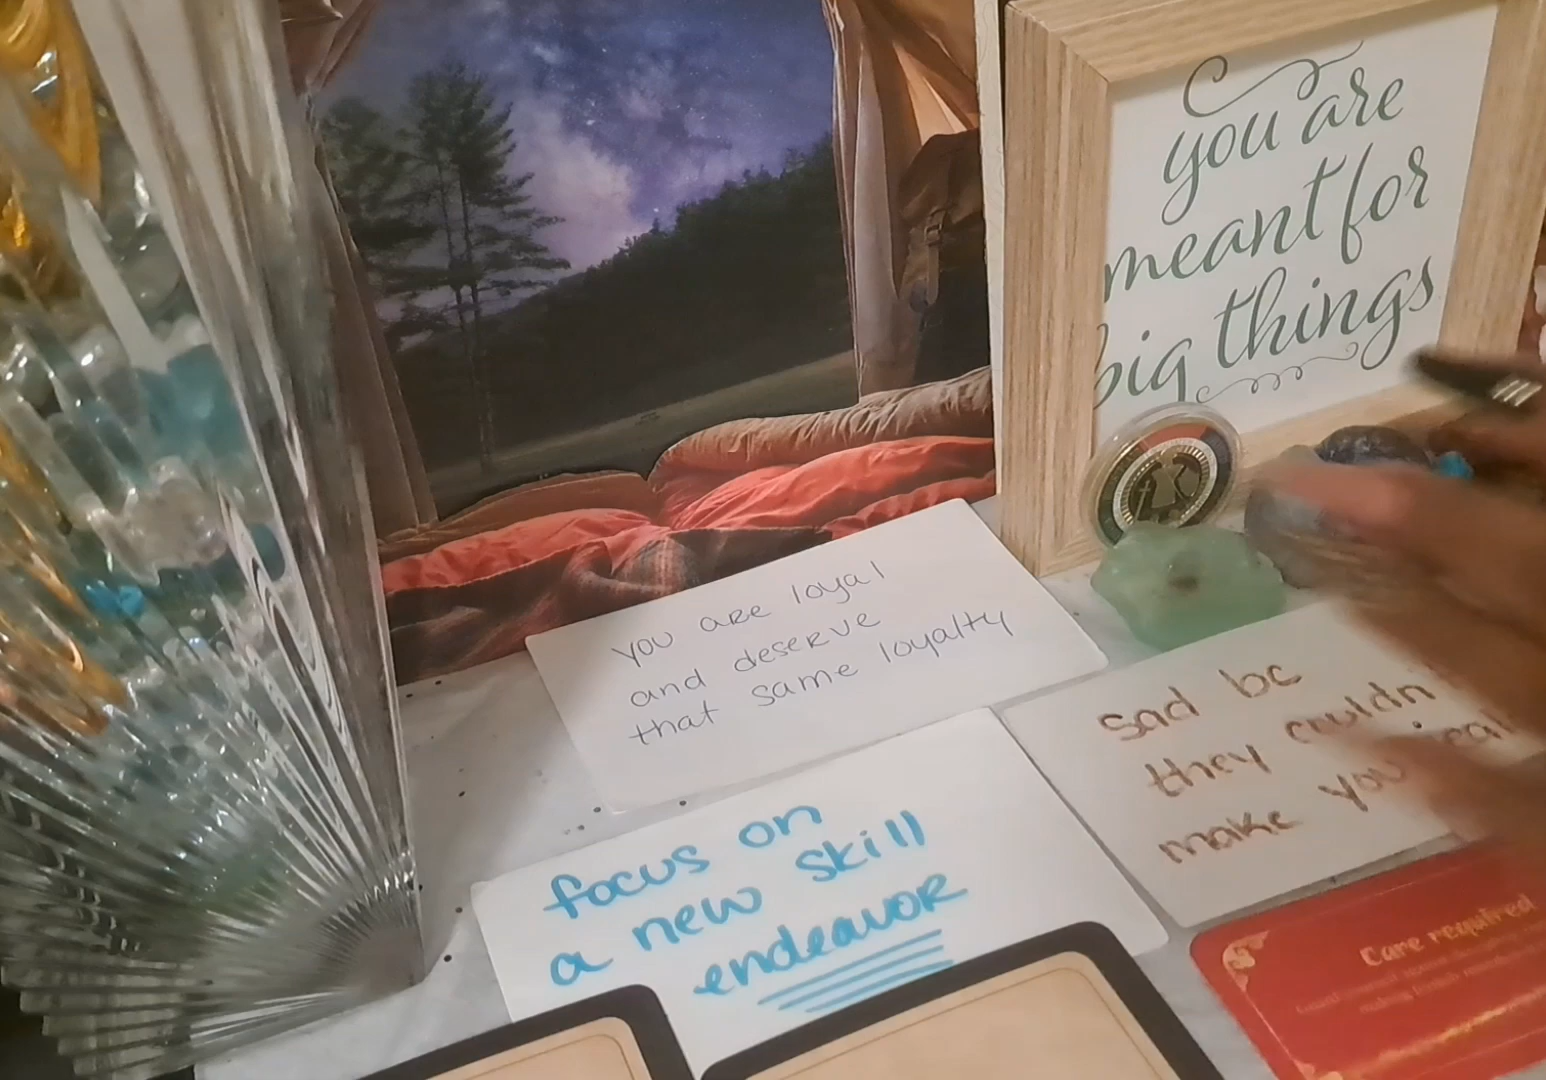 you are
meant for
big things
you are loyal
and deserve
that same loyalty
sad bc
they couldn
make you
focus on
a new skill
endeavor
Care required!